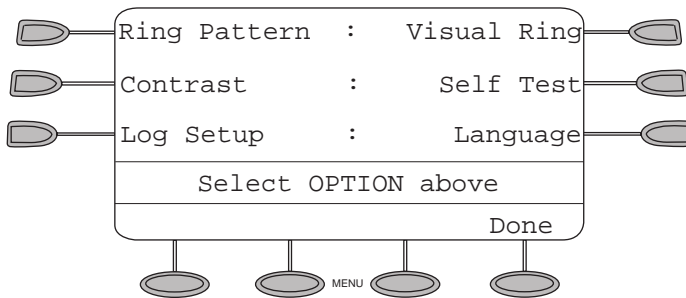 Ring Pattern : Visual Ring
Contrast : Self Test
Log Setup : Language
Select OPTION above
Done
MENU